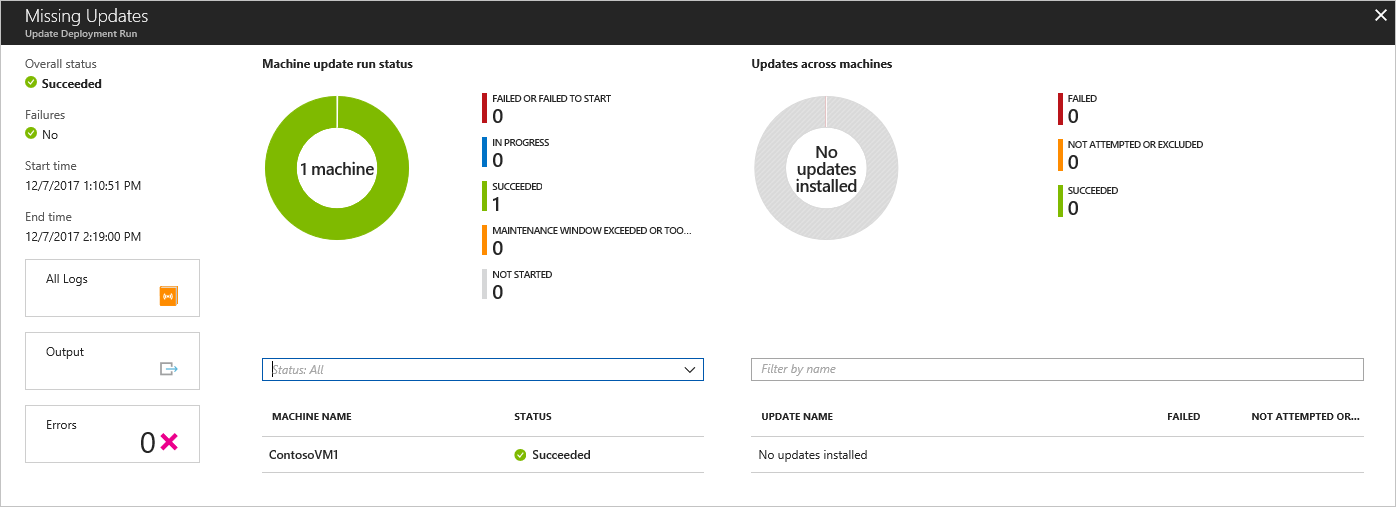 Missing Updates
Update Deployment Run
Overall status
Succeeded
Failures
No
Start time
12/7/2017 1:10:51 PM
End time
12/7/2017 2:19:00 PM
All Logs
Output
Errors
0
Machine update run status
1 machine
FAILED OR FAILED TO START
0
IN PROGRESS
0
SUCCEEDED
1
MAINTENANCE WINDOW EXCEEDED OR TOO...
0
NOT STARTED
0
Status: All
MACHINE NAME STATUS
ContosoVM1 Succeeded
Updates across machines
No
updates
installed
FAILED
0
NOT ATTEMPTED OR EXCLUDED
0
SUCCEEDED
0
Filter by name
UPDATE NAME FAILED NOT ATTEMPTED OR...
No updates installed